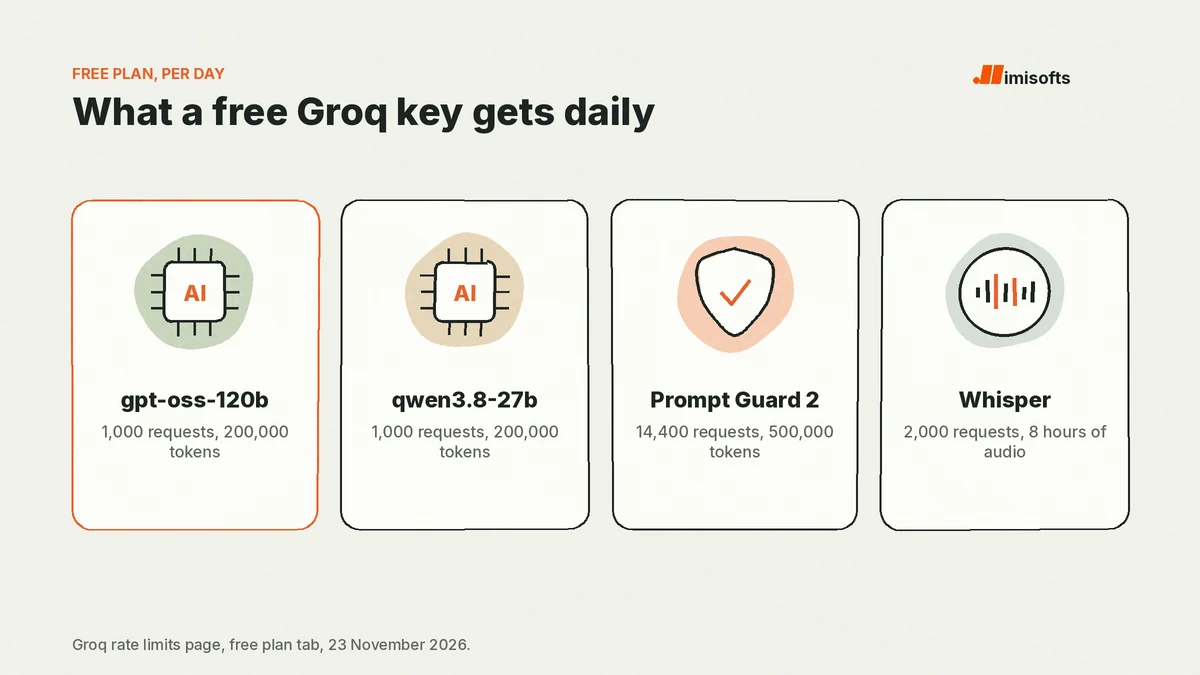 FREE PLAN, PER DAY
What a free Groq key gets daily
imisofts
AI
gpt-oss-120b
1,000 requests, 200,000
tokens
AI
qwen3.8-27b
1,000 requests, 200,000
tokens
Prompt Guard 2
14,400 requests, 500,000
tokens
Whisper
2,000 requests, 8 hours of
audio
Groq rate limits page, free plan tab, 23 November 2026.